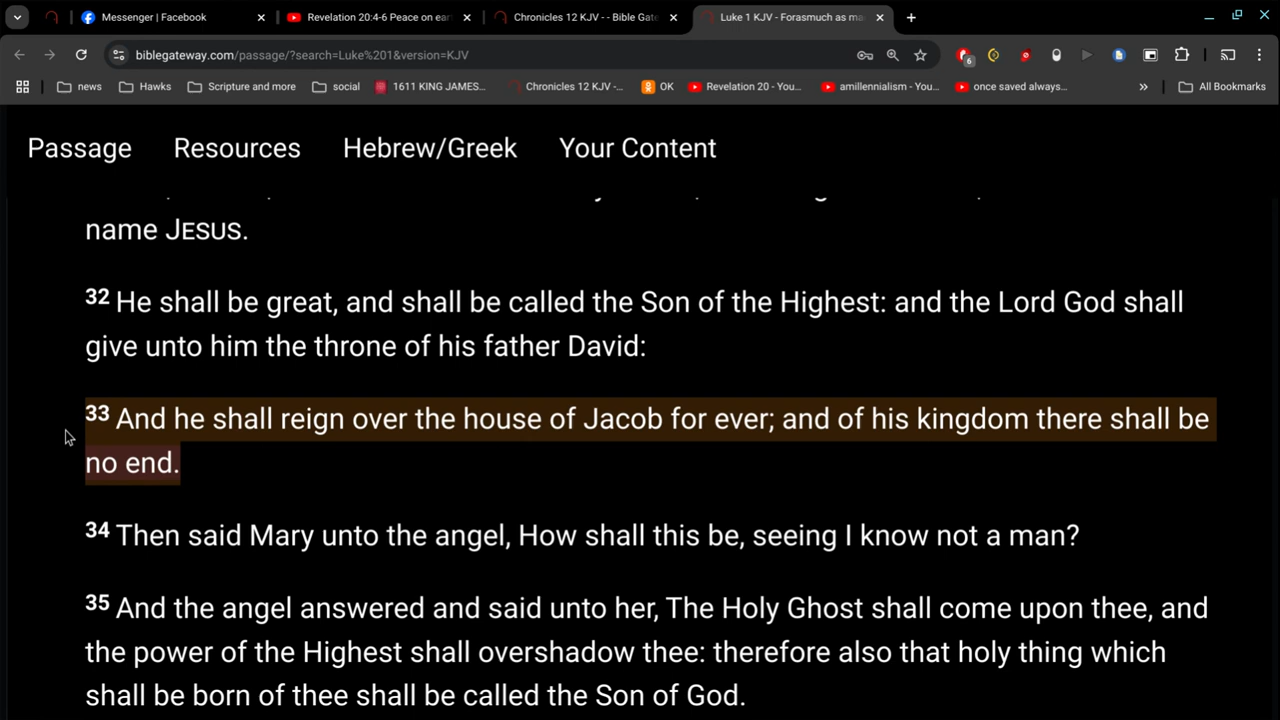 Messenger | Facebook
Revelation 20:4-6 Peace on ear
Chronicles 12 KJV - - Bible Gate
Luke 1 KJV - Forasmuch as ma
biblegateway.com/passage/?search=Luke%201&version=KJV
6
news
Hawks
Scripture and more
social
1611 KING JAMES...
Chronicles 12 KJV -...
OK
Revelation 20 - You...
amillennialism - You...
once saved always...
All Bookmarks
Passage Resources Hebrew/Greek Your Content
name JESUS.
32 He shall be great, and shall be called the Son of the Highest: and the Lord God shall
give unto him the throne of his father David:
33 And he shall reign over the house of Jacob for ever; and of his kingdom there shall be
no end.
34 Then said Mary unto the angel, How shall this be, seeing I know not a man?
35 And the angel answered and said unto her, The Holy Ghost shall come upon thee, and
the power of the Highest shall overshadow thee: therefore also that holy thing which
shall be born of thee shall be called the Son of God.